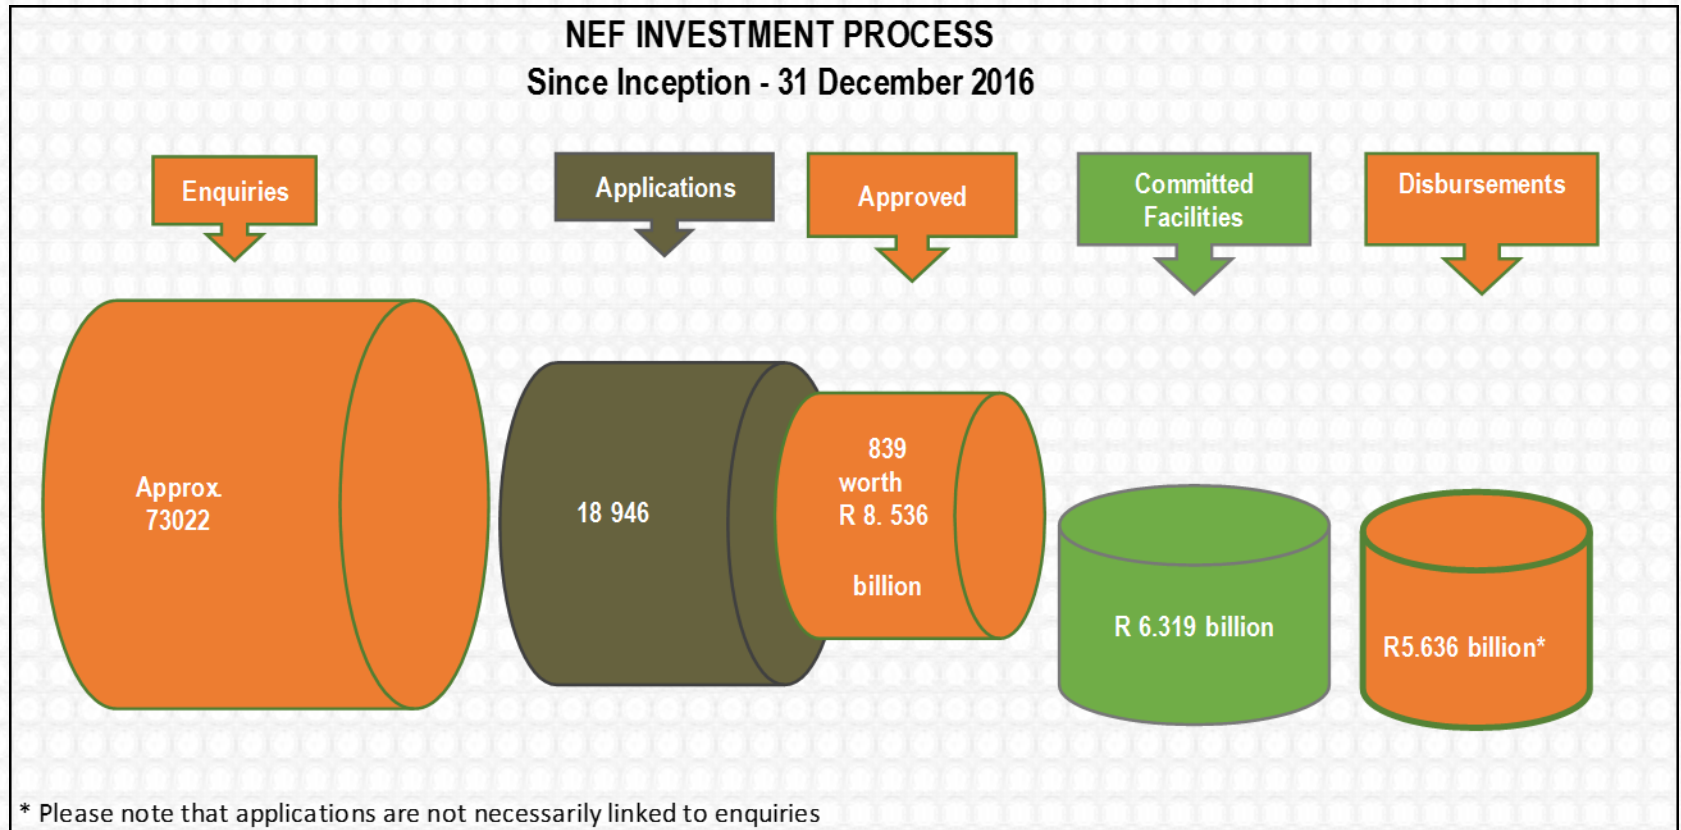 NEF INVESTMENT PROCESS
Since Inception - 31 December 2016
Enquiries
Applications
Approved
Committed
Facilities
Disbursements
Approx.
73022
18 946
839
worth
R 8. 536
billion
R 6.319 billion
R5.636 billion*
* Please note that applications are not necessarily linked to enquiries